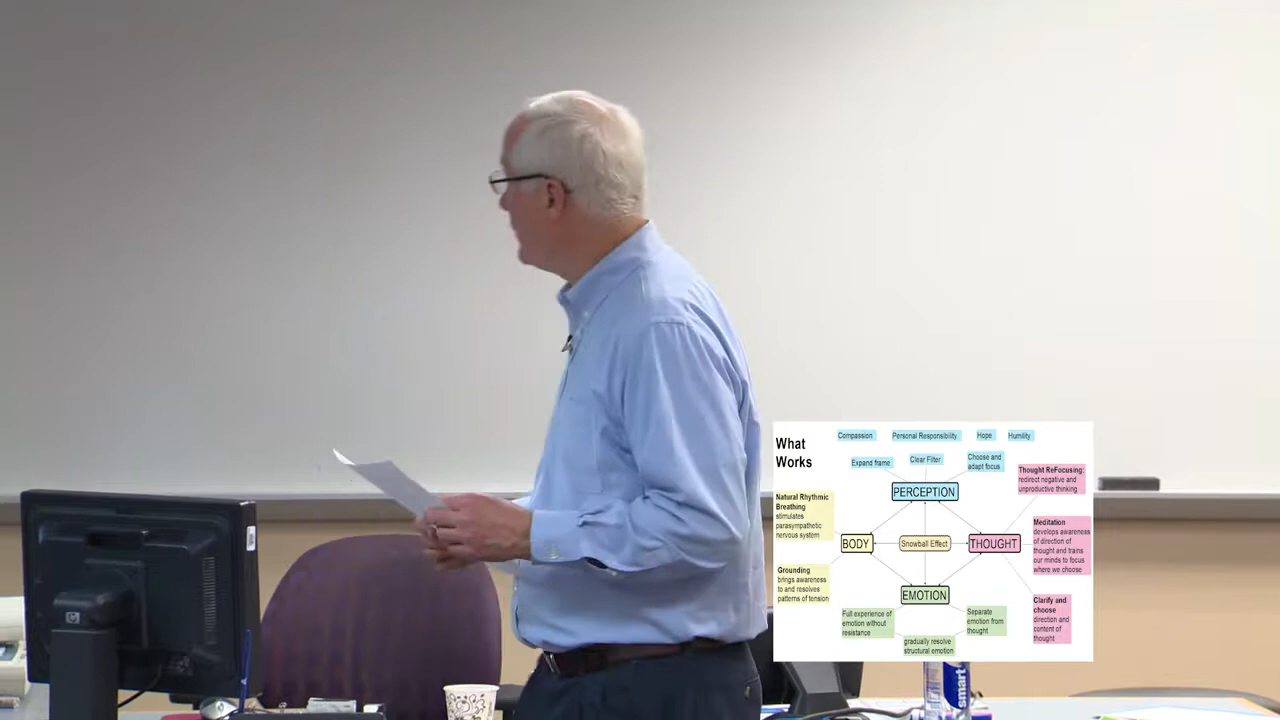 What
Works
Compassion
Personal Responsibility
Hope
Humility
Expand frame
Clear Filter
Choose and
adapt focus
PERCEPTION
Thought ReFocusing:
redirect negative and
unproductive thinking
Natural Rhythmic
Breathing
stimulates
parasympathetic
nervous system
BODY
Snowball Effect
THOUGHT
Meditation
develops awareness
of direction of
thought and trains
our minds to focus
where we choose
Grounding
brings awareness
to and resolves
patterns of tension
EMOTION
Full experience of
emotion without
resistance
Separate
emotion from
thought
gradually resolve
structural emotion
Clarify and
choose
direction and
content of
thought
hp
smart